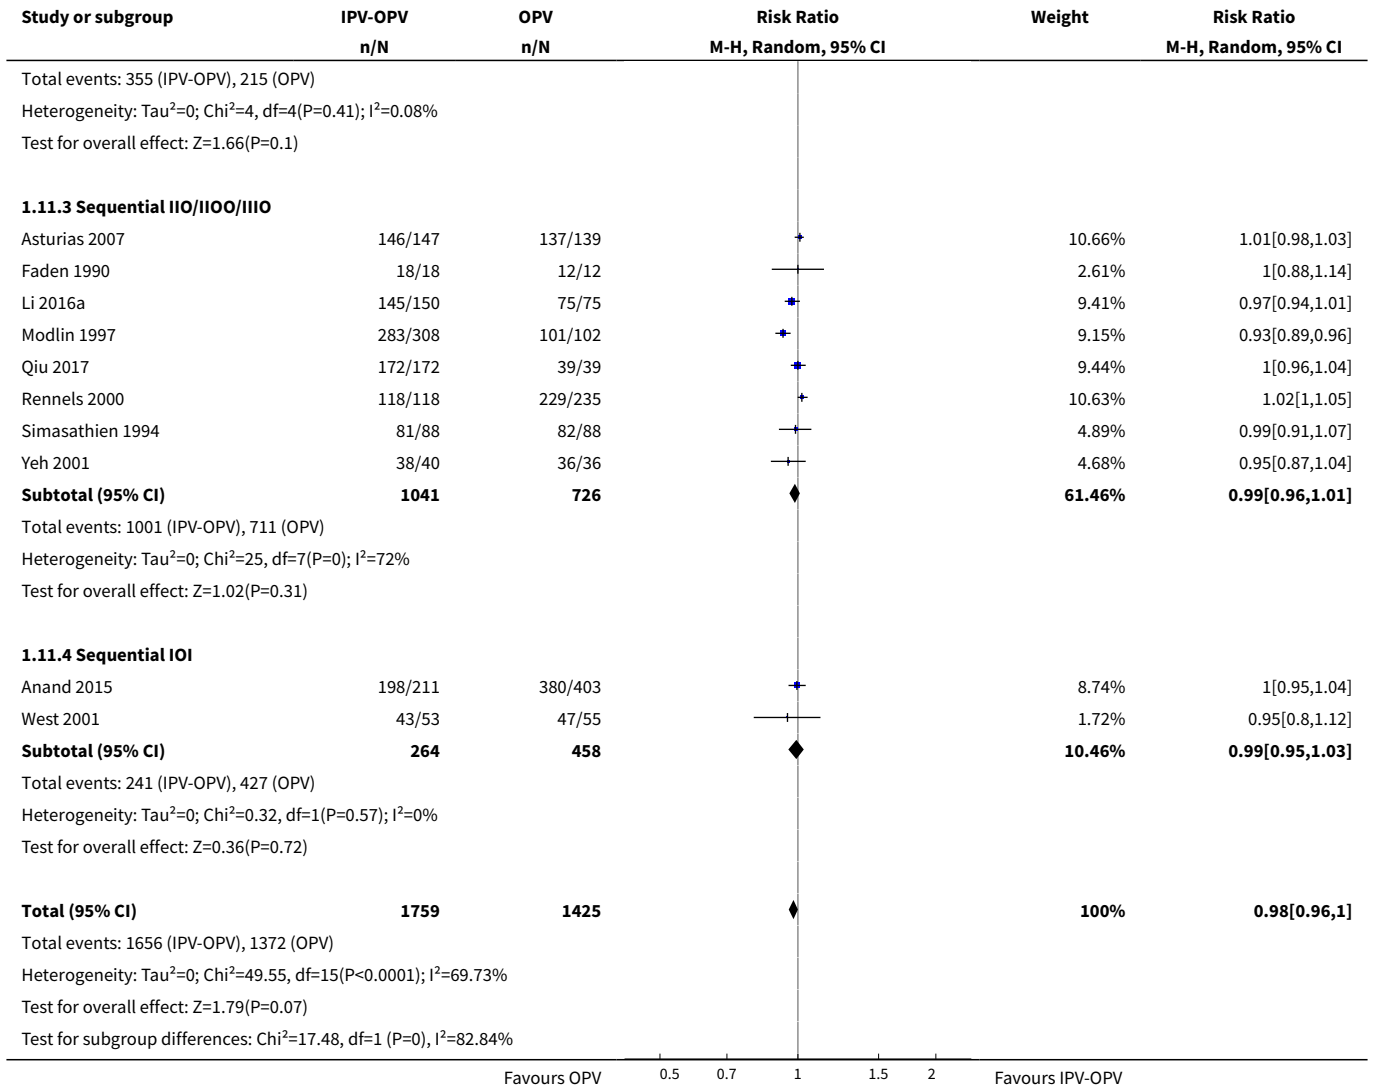 Study or subgroup IPV-OPV OPV Risk Ratio Weight Risk Ratio
n/N n/N M-H, Random, 95% CI M-H, Random, 95% CI
Total events: 355 (IPV-OPV), 215 (OPV)
Heterogeneity: Tau²=0; Chi²=4, df=4(P=0.41); I²=0.08%
Test for overall effect: Z=1.66(P=0.1)
1.11.3 Sequential IIO/IIOO/IIIO
Asturias 2007 146/147 137/139 10.66% 1.01[0.98,1.03]
Faden 1990 18/18 12/12 2.61% 1[0.88,1.14]
Li 2016a 145/150 75/75 9.41% 0.97[0.94,1.01]
Modlin 1997 283/308 101/102 9.15% 0.93[0.89,0.96]
Qiu 2017 172/172 39/39 9.44% 1[0.96,1.04]
Rennels 2000 118/118 229/235 10.63% 1.02[1,1.05]
Simasathien 1994 81/88 82/88 4.89% 0.99[0.91,1.07]
Yeh 2001 38/40 36/36 4.68% 0.95[0.87,1.04]
Subtotal (95% CI) 1041 726 61.46% 0.99[0.96,1.01]
Total events: 1001 (IPV-OPV), 711 (OPV)
Heterogeneity: Tau²=0; Chi²=25, df=7(P=0); I²=72%
Test for overall effect: Z=1.02(P=0.31)
1.11.4 Sequential IOI
Anand 2015 198/211 380/403 8.74% 1[0.95,1.04]
West 2001 43/53 47/55 1.72% 0.95[0.8,1.12]
Subtotal (95% CI) 264 458 10.46% 0.99[0.95,1.03]
Total events: 241 (IPV-OPV), 427 (OPV)
Heterogeneity: Tau²=0; Chi²=0.32, df=1(P=0.57); I²=0%
Test for overall effect: Z=0.36(P=0.72)
Total (95% CI) 1759 1425 100% 0.98[0.96,1]
Total events: 1656 (IPV-OPV), 1372 (OPV)
Heterogeneity: Tau²=0; Chi²=49.55, df=15(P<0.0001); I²=69.73%
Test for overall effect: Z=1.79(P=0.07)
Test for subgroup differences: Chi²=17.48, df=1 (P=0), I²=82.84%
Favours OPV 0.5 0.7 1 1.5 2 Favours IPV-OPV